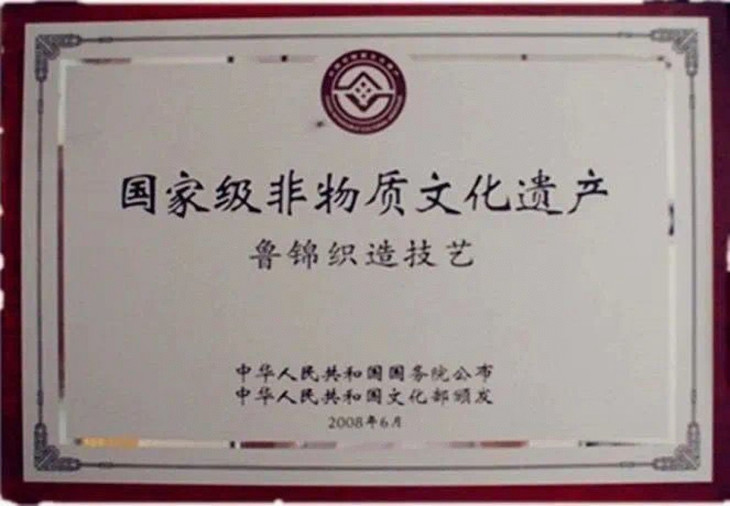 国家级非物质文化遗产
鲁锦织造技艺
中华人民共和国国务院公布
中华人民共和国文化部颁发
2008年6月